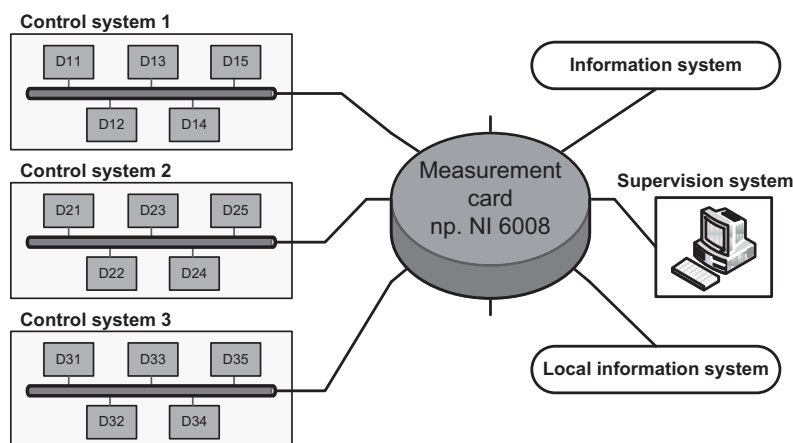 Control system 1
D11
D13
D15
D12
D14
Control system 2
D21
D23
D25
D22
D24
Control system 3
D31
D33
D35
D32
D34
Measurement
card
np. NI 6008
Information system
Supervision system
Local information system